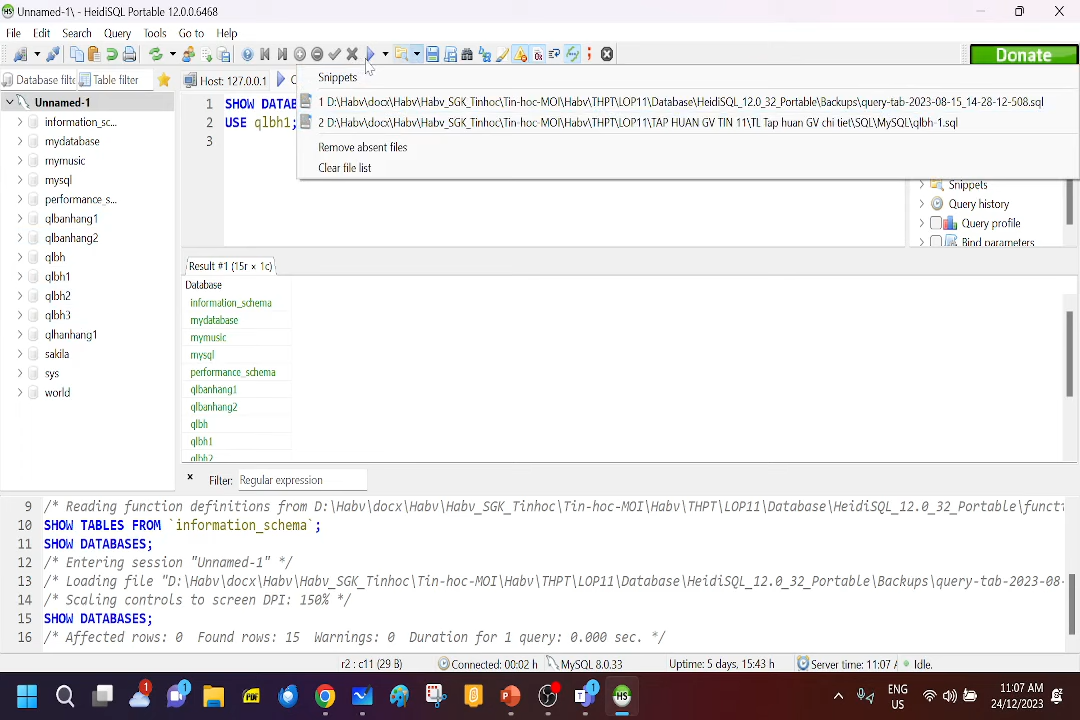 Unnamed-1\ - HeidiSQL Portable 12.0.0.6468
File Edit Search Query Tools Go to Help
Donate
Database filt Table filter Host: 127.0.0.1
Snippets
1 SHOW DATAB
1 D:\Habv\docx\Habv\Habv_SGK_Tinhoc\Tin-hoc-MOI\Habv\THPT\LOP11\Database\HeidiSQL_12.0_32_Portable\Backups\query-tab-2023-08-15_14-28-12-508.sql
2 USE qlbh1;
2 D:\Habv\docx\Habv\Habv_SGK_Tinhoc\Tin-hoc-MOI\Habv\THPT\LOP11\TAP HUAN GV TIN 11\TL Tap huan GV chi tiet\SQL\MySQL\qlbh-1.sql
3
Remove absent files
Clear file list
Unnamed-1
information_sc...
mydatabase
mymusic
mysql
performance_s...
qlbanhang1
qlbanhang2
qlbh
qlbh1
qlbh2
qlbh3
qlhanhang1
sakila
sys
world
Snippets
Query history
Query profile
Bind parameters
Result #1 (15r × 1c)
Database
information_schema
mydatabase
mymusic
mysql
performance_schema
qlbanhang1
qlbanhang2
qlbh
qlbh1
qlbh2
× Filter: Regular expression
9 /* Reading function definitions from D:\Habv\docx\Habv\Habv_SGK_Tinhoc\Tin-hoc-MOI\Habv\THPT\LOP11\Database\HeidiSQL_12.0_32_Portable\functi
10 SHOW TABLES FROM `information_schema`;
11 SHOW DATABASES;
12 /* Entering session "Unnamed-1" */
13 /* Loading file "D:\Habv\docx\Habv\Habv_SGK_Tinhoc\Tin-hoc-MOI\Habv\THPT\LOP11\Database\HeidiSQL_12.0_32_Portable\Backups\query-tab-2023-08-
14 /* Scaling controls to screen DPI: 150% */
15 SHOW DATABASES;
16 /* Affected rows: 0 Found rows: 15 Warnings: 0 Duration for 1 query: 0.000 sec. */
r2 : c11 (29 B) Connected: 00:02 h MySQL 8.0.33 Uptime: 5 days, 15:43 h Server time: 11:07 Idle.
ENG
US
11:07 AM
24/12/2023